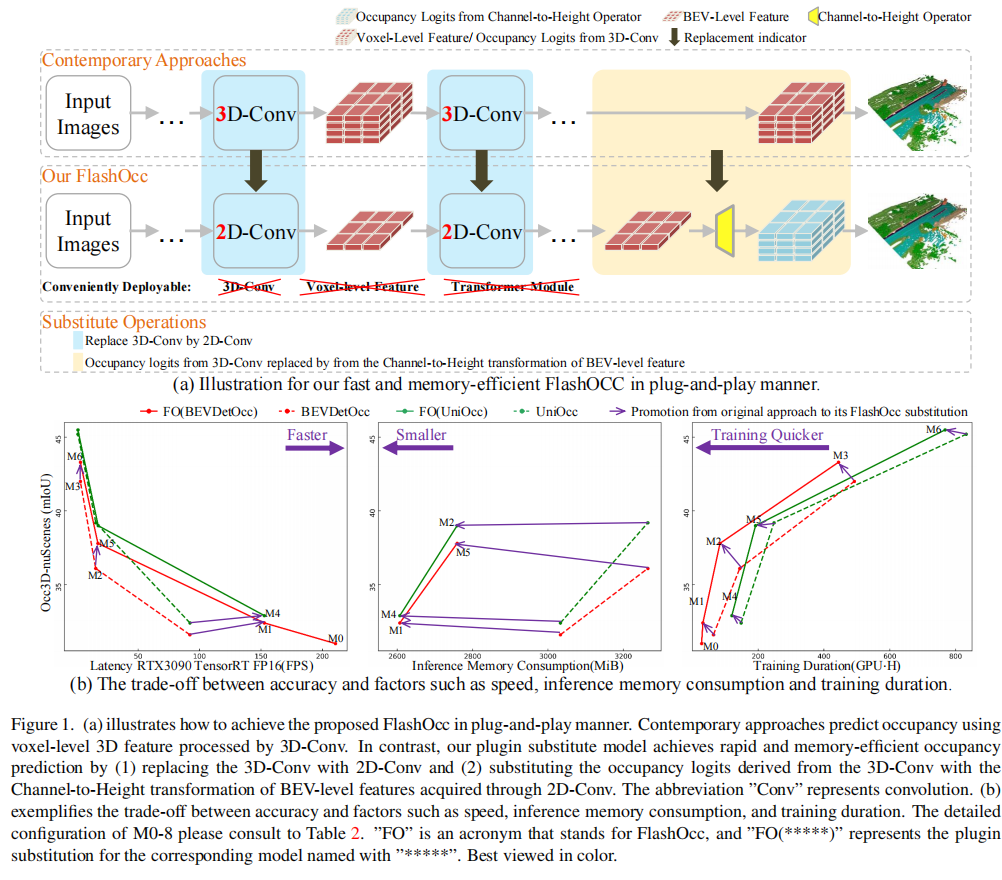 Occupancy Logits from Channel-to-Height Operator BEV-Level Feature Channel-to-Height Operator
Voxel-Level Feature/ Occupancy Logits from 3D-Conv Replacement indicator
Contemporary Approaches
Input
Images
...
3D-Conv
3D-Conv
...
Our FlashOcc
Input
Images
...
2D-Conv
2D-Conv
...
Conveniently Deployable: 3D-Conv Voxel-level Feature Transformer Module
Substitute Operations
Replace 3D-Conv by 2D-Conv
Occupancy logits from 3D-Conv replaced by from the Channel-to-Height transformation of BEV-level feature
(a) Illustration for our fast and memory-efficient FlashOCC in plug-and-play manner.
FO(BEVDetOcc) BEVDetOcc FO(UniOcc) UniOcc Promotion from original approach to its FlashOcc substitution
Occ3D-nuScenes (mIoU)
45
40
35
Faster
M6
M3
M5
M2
M4
M1
M0
50 100 150 200
Latency RTX3090 TensorRT FP16(FPS)
45
40
35
Smaller
M2
M5
M4
M1
2600 2800 3000 3200
Inference Memory Consumption(MiB)
45
40
35
Training Quicker
M6
M3
M5
M2
M1
M4
M0
200 400 600 800
Training Duration(GPU·H)
(b) The trade-off between accuracy and factors such as speed, inference memory consumption and training duration.
Figure 1. (a) illustrates how to achieve the proposed FlashOcc in plug-and-play manner. Contemporary approaches predict occupancy using
voxel-level 3D feature processed by 3D-Conv. In contrast, our plugin substitute model achieves rapid and memory-efficient occupancy
prediction by (1) replacing the 3D-Conv with 2D-Conv and (2) substituting the occupancy logits derived from the 3D-Conv with the
Channel-to-Height transformation of BEV-level features acquired through 2D-Conv. The abbreviation ”Conv” represents convolution. (b)
exemplifies the trade-off between accuracy and factors such as speed, inference memory consumption, and training duration. The detailed
configuration of M0-8 please consult to Table 2. ”FO” is an acronym that stands for FlashOcc, and ”FO(*****)” represents the plugin
substitution for the corresponding model named with ”*****”. Best viewed in color.